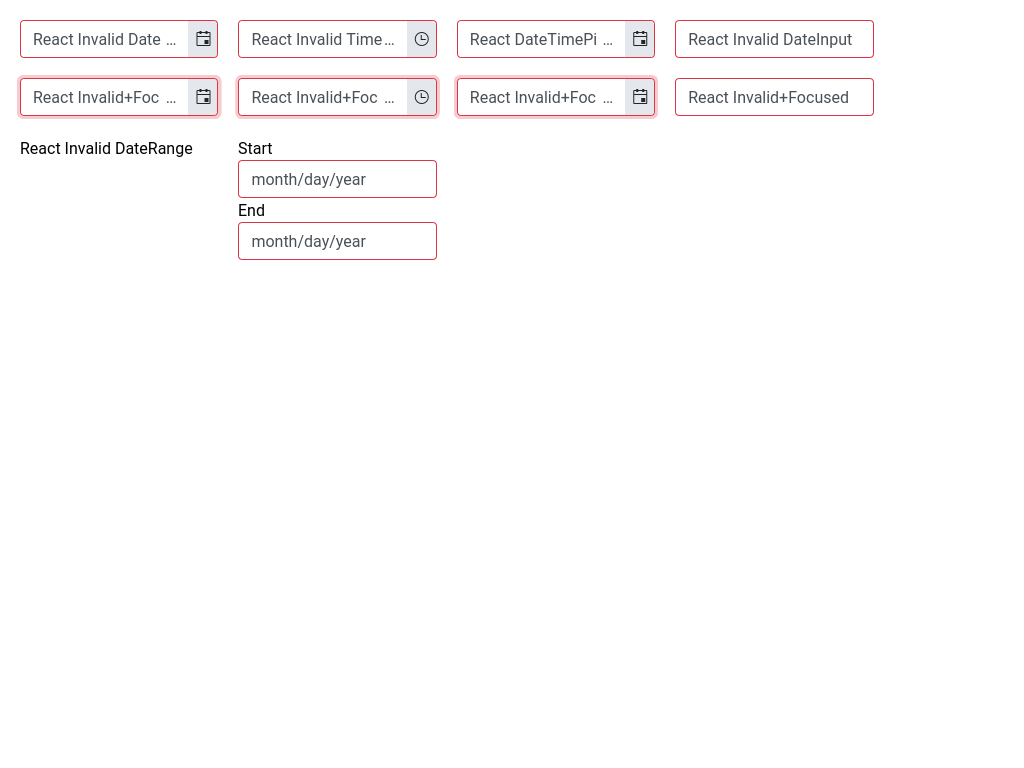 React Invalid Date ...
React Invalid Time...
React DateTimePi ...
React Invalid DateInput
React Invalid+Foc ...
React Invalid+Foc ...
React Invalid+Foc ...
React Invalid+Focused
React Invalid DateRange
Start
month/day/year
End
month/day/year